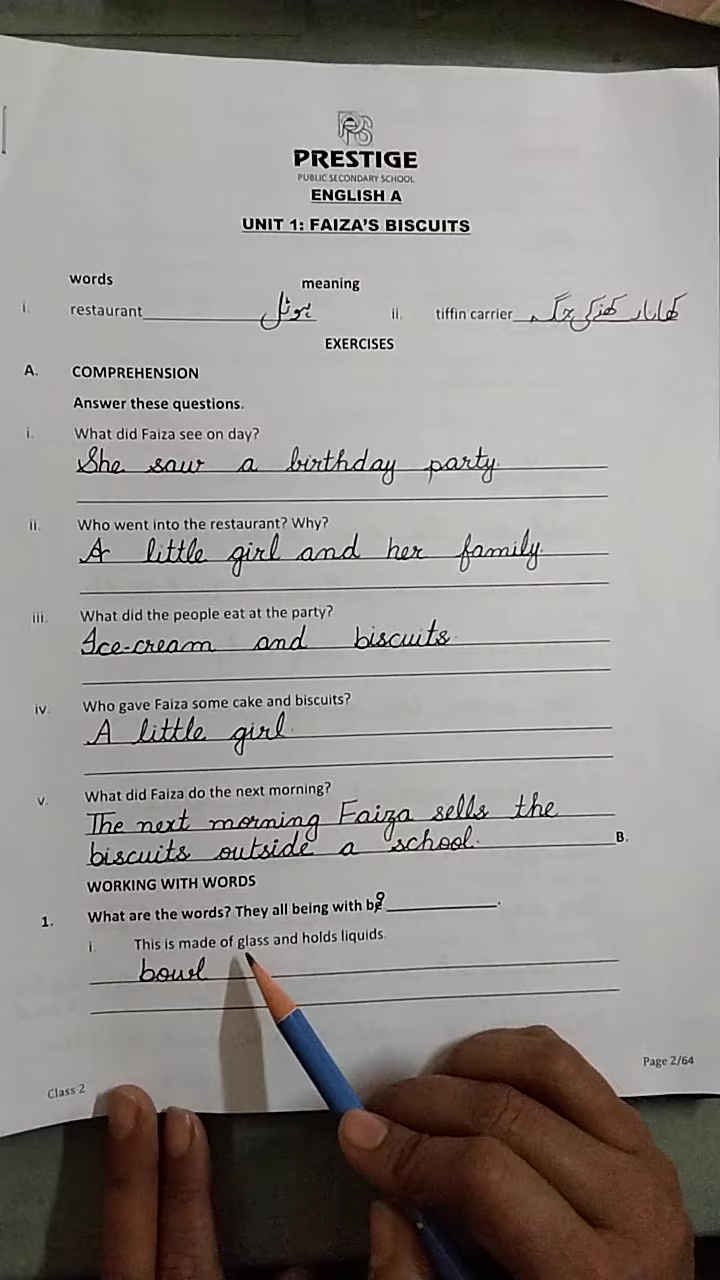 PRESTIGE
PUBLIC SECONDARY SCHOOL
ENGLISH A
UNIT 1: FAIZA'S BISCUITS
words meaning
i. restaurant ہوٹل ii. tiffin carrier کھانا رکھنے کی جگہ
EXERCISES
A. COMPREHENSION
Answer these questions.
i. What did Faiza see on day?
She saw a birthday party.
ii. Who went into the restaurant? Why?
A little girl and her family.
iii. What did the people eat at the party?
Ice-cream and biscuits.
iv. Who gave Faiza some cake and biscuits?
A little girl.
v. What did Faiza do the next morning?
The next morning Faiza sells the
biscuits outside a school. B.
WORKING WITH WORDS
1. What are the words? They all being with __________.
i. This is made of glass and holds liquids.
bowl
Class 2 Page 2/64